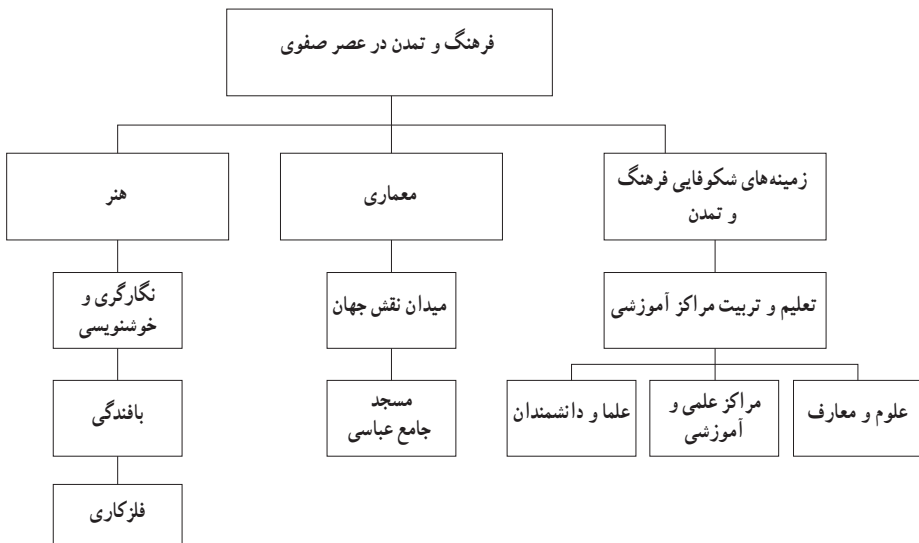 فرهنگ و تمدن در عصر صفوی
زمینه‌های شکوفایی فرهنگ
و تمدن
معماری
هنر
تعلیم و تربیت مراکز آموزشی
میدان نقش جهان
نگارگری و
خوشنویسی
علوم و معارف
مراکز علمی و
آموزشی
علما و دانشمندان
مسجد
جامع عباسی
بافندگی
فلزکاری